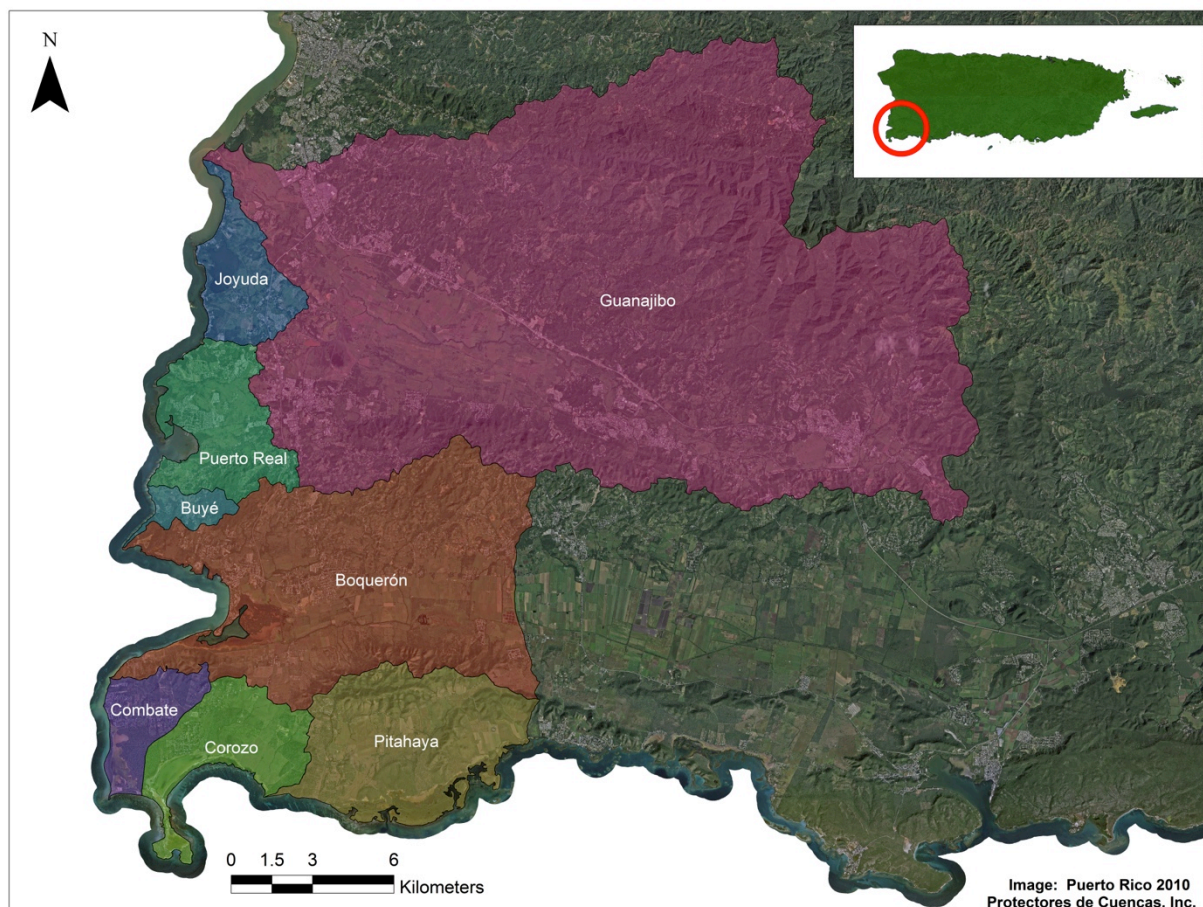 N
Joyuda
Guanajibo
Puerto Real
Buyé
Boquerón
Combate
Corozo
Pitahaya
0 1.5 3 6
Kilometers
Image: Puerto Rico 2010
Protectores de Cuencas, Inc.